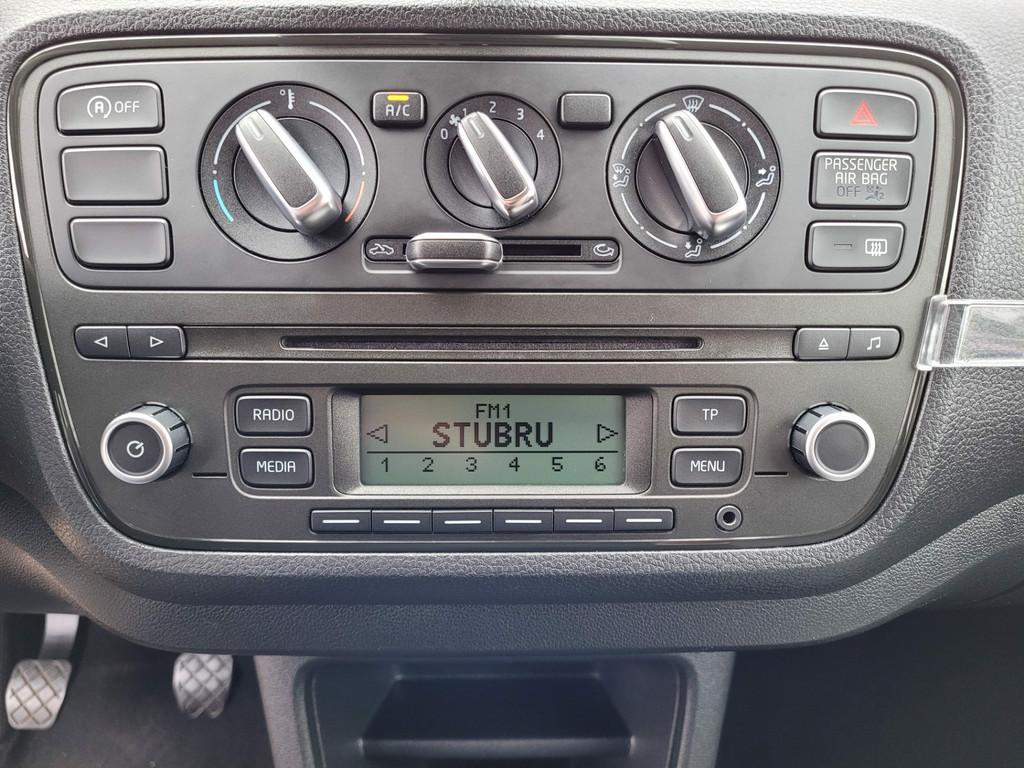 (A) OFF
A/C
0 1 2 3 4
PASSENGER
AIR BAG
OFF 2
RADIO
MEDIA
FM1
STUBRU
1 2 3 4 5 6
TP
MENU